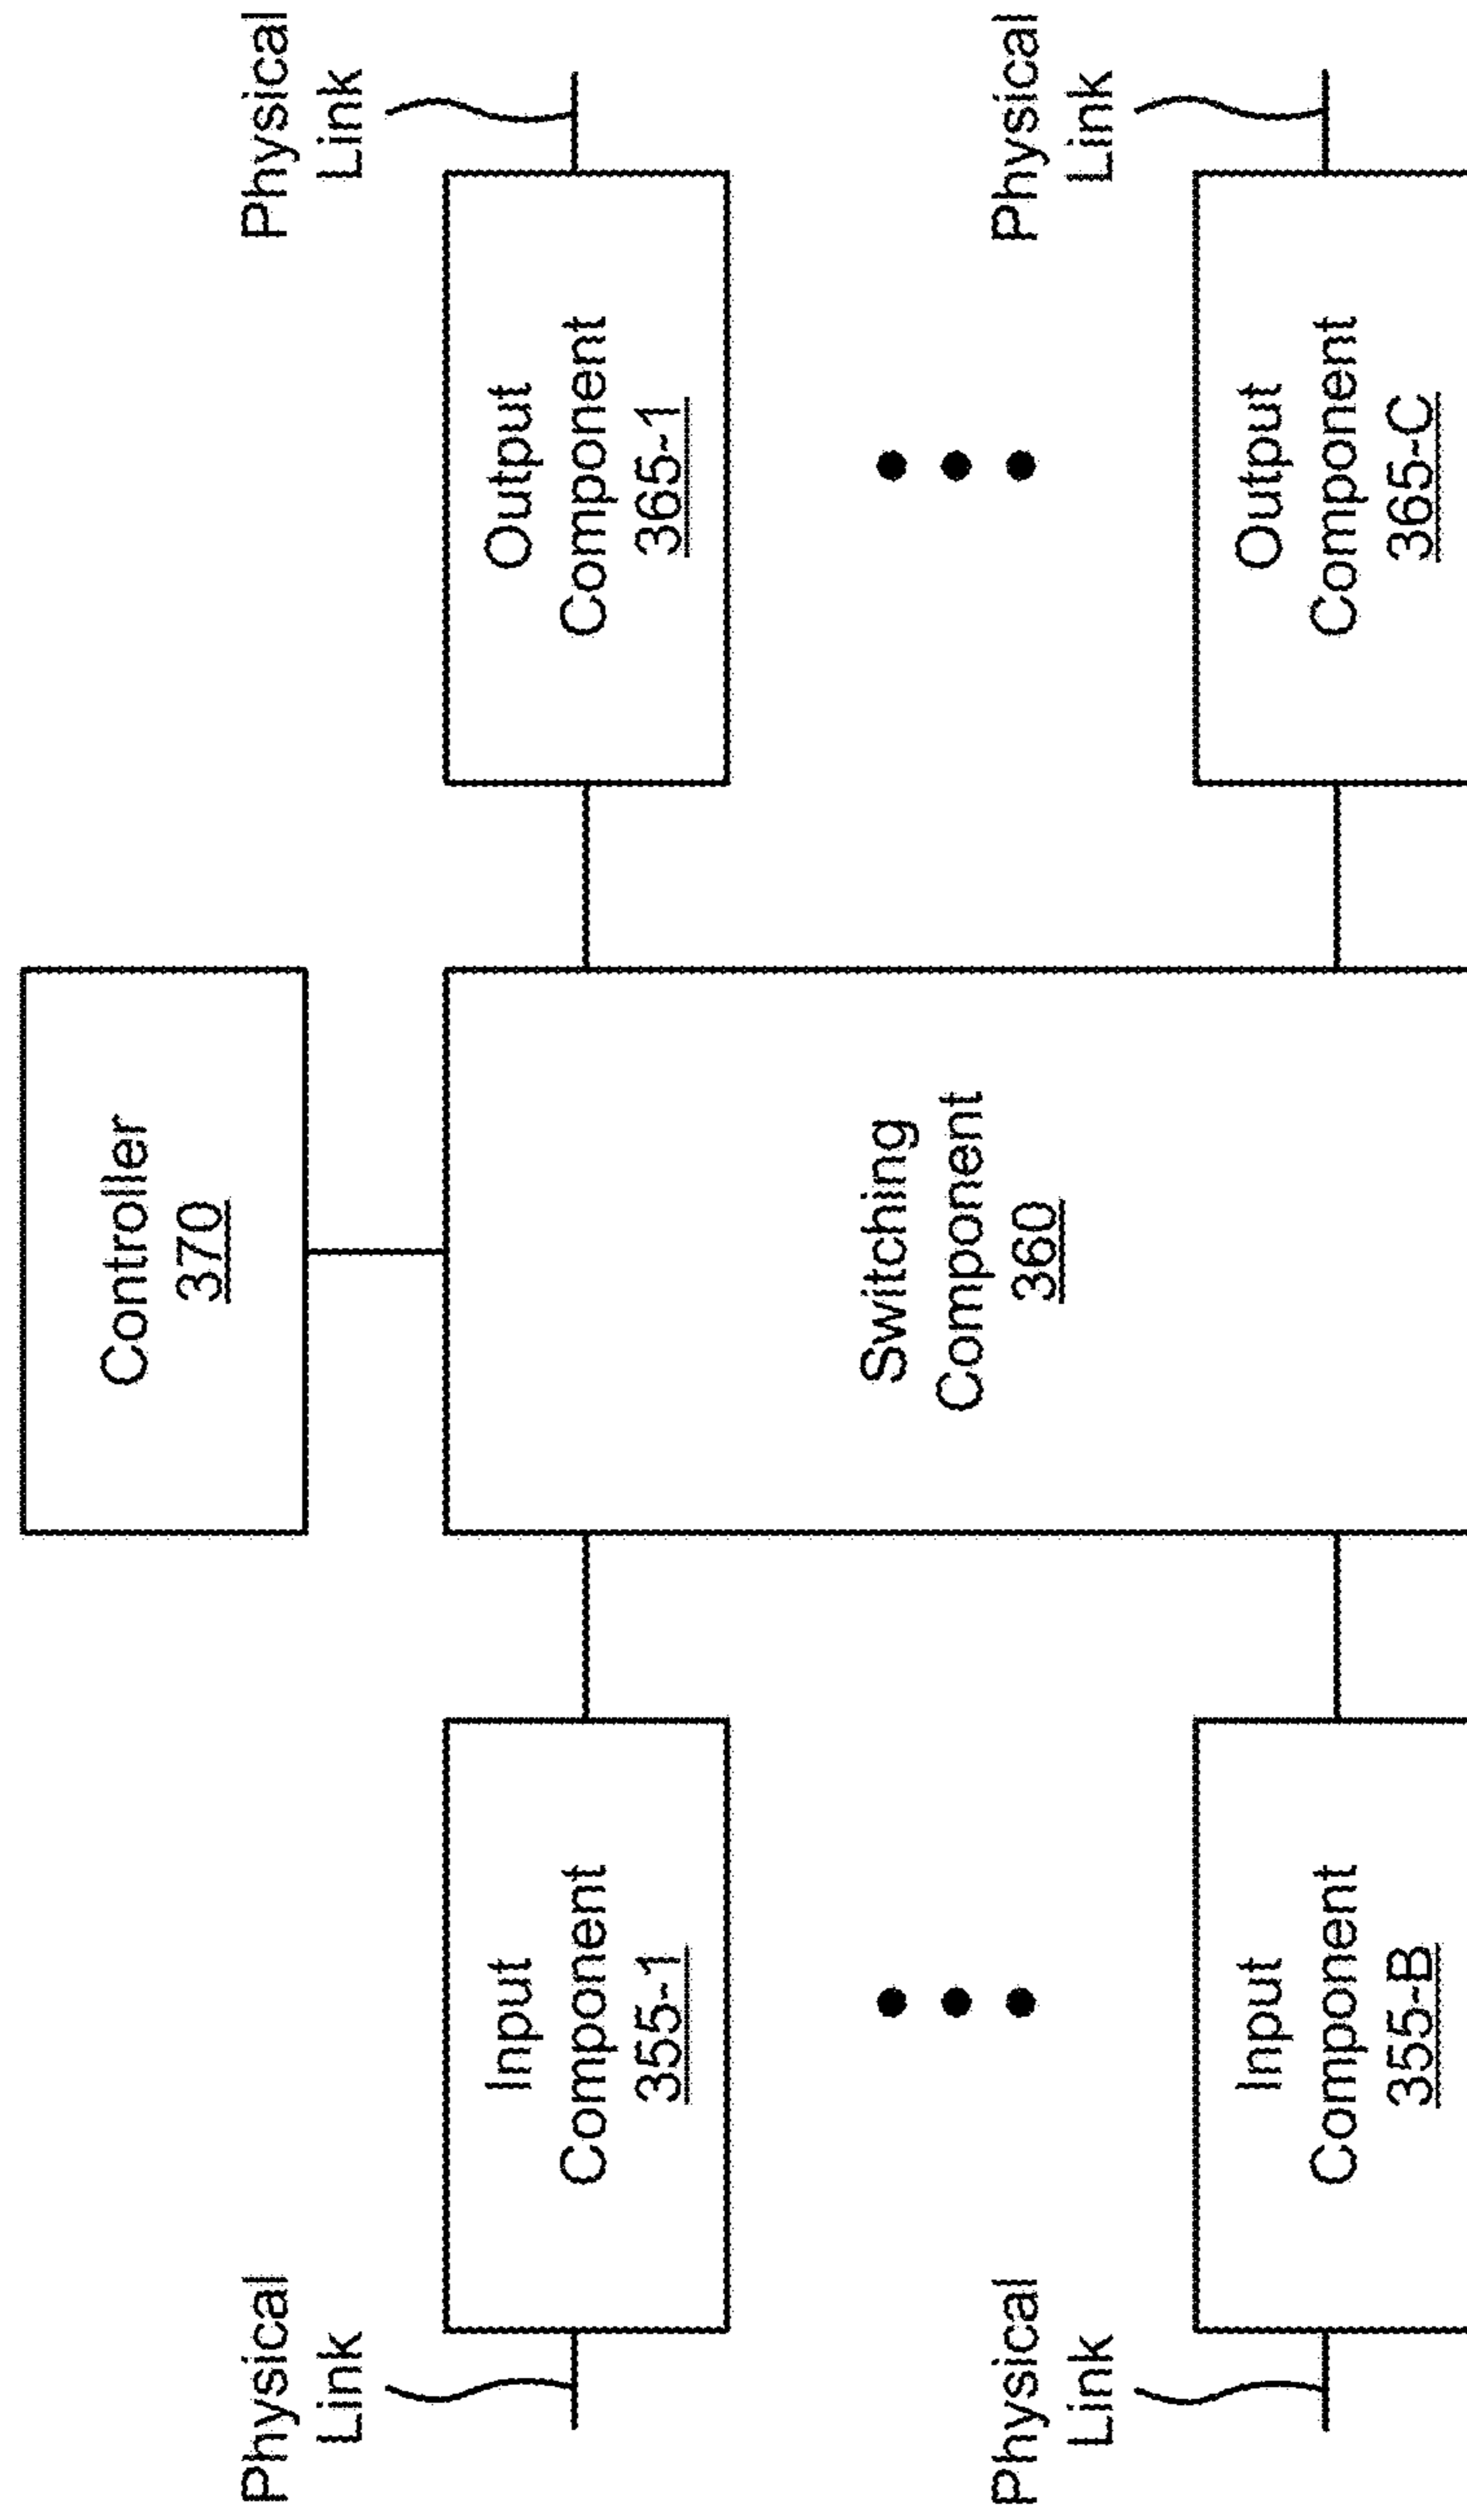 Controller
370
Physical
Link
Physical
Link
Input
Component
355-1
Switching
Component
360
Output
Component
365-1
Physical
Link
Physical
Link
Input
Component
355-B
Output
Component
365-C